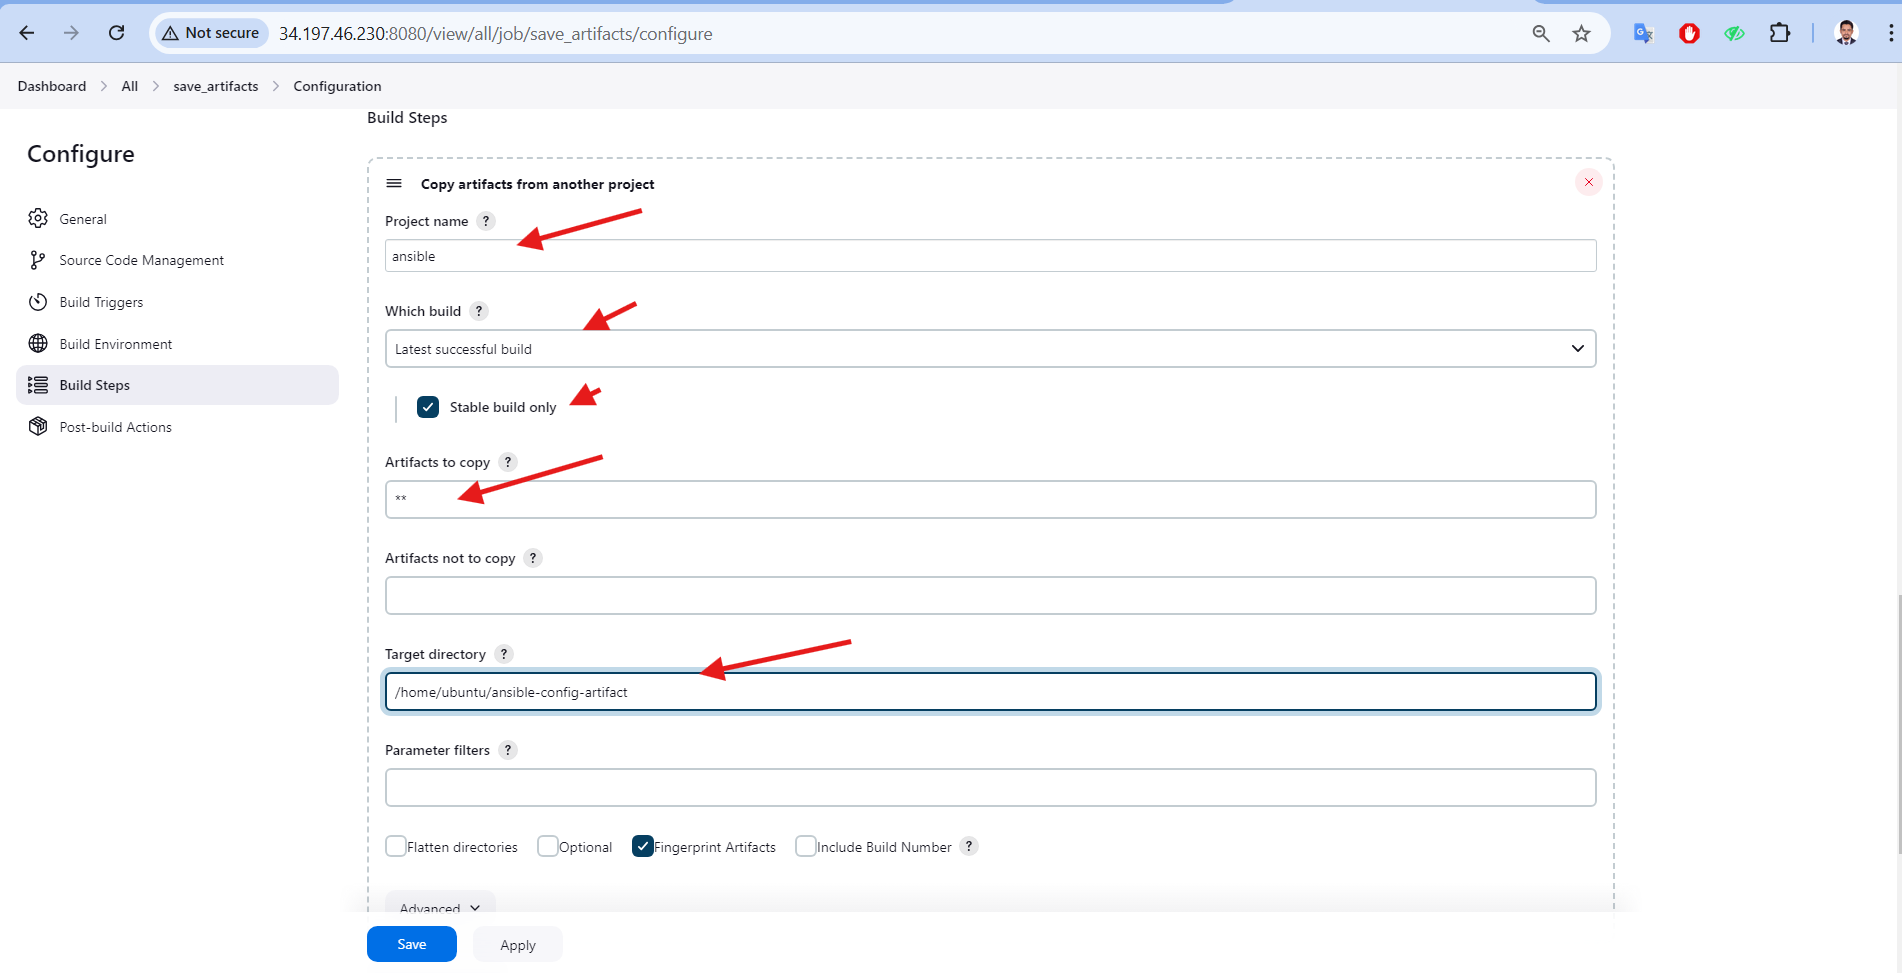 Not secure 34.197.46.230:8080/view/all/job/save_artifacts/configure
Dashboard > All > save_artifacts > Configuration
Configure
General
Source Code Management
Build Triggers
Build Environment
Build Steps
Post-build Actions
Build Steps
Copy artifacts from another project
Project name ?
ansible
Which build ?
Latest successful build
Stable build only
Artifacts to copy ?
**
Artifacts not to copy ?
Target directory ?
/home/ubuntu/ansible-config-artifact
Parameter filters ?
Flatten directories Optional Fingerprint Artifacts Include Build Number ?
Advanced
Save Apply